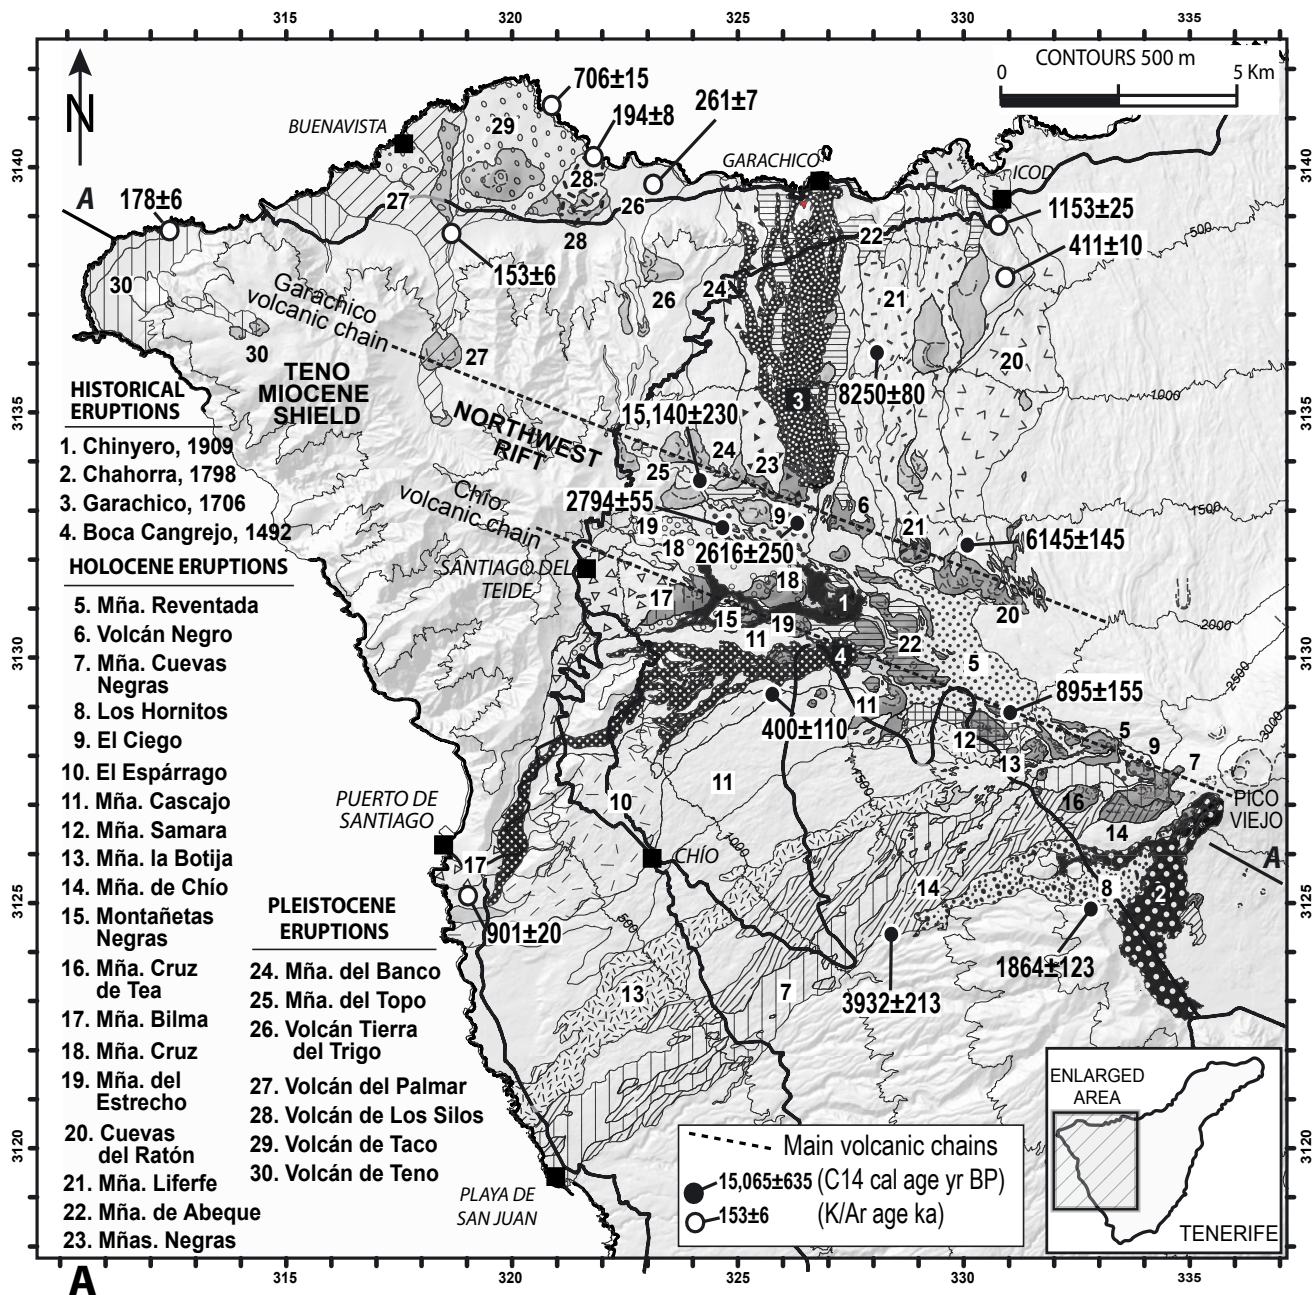 315
320
325
330
335
CONTOURS 500 m
0
5 Km
N
3140
3135
3130
3125
3120
3140
3135
3130
3125
3120
BUENAVISTA
29
706±15
194±8
261±7
GARACHICO
ICOD
28
A
178±6
27
26
28
22
1153±25
500
411±10
153±6
30
Garachico
volcanic chain
26
24
21
30
27
20
TENO
MIOCENE
SHIELD
8250±80
1000
3
15,140±230
NORTHWEST
RIFT
24
23
25
HISTORICAL
ERUPTIONS
1. Chinyero, 1909
2. Chahorra, 1798
3. Garachico, 1706
4. Boca Cangrejo, 1492
Chío
volcanic chain
2794±55
9
6
1500
19
21
6145±145
18
2616±250
SANTIAGO DEL
TEIDE
18
17
1
20
2000
15
19
22
11
4
5
2500
895±155
3000
11
400±110
12
5
9
13
7
HOLOCENE ERUPTIONS
5. Mña. Reventada
6. Volcán Negro
7. Mña. Cuevas
Negras
8. Los Hornitos
9. El Ciego
10. El Espárrago
11. Mña. Cascajo
12. Mña. Samara
13. Mña. la Botija
14. Mña. de Chío
15. Montañetas
Negras
16. Mña. Cruz
de Tea
17. Mña. Bilma
18. Mña. Cruz
19. Mña. del
Estrecho
20. Cuevas
del Ratón
21. Mña. Liferfe
22. Mña. de Abeque
23. Mñas. Negras
11
1500
10
16
PICO
VIEJO
PUERTO DE
SANTIAGO
14
1000
CHÍO
A
17
14
8
2
500
901±20
1864±123
13
7
3932±213
PLEISTOCENE
ERUPTIONS
24. Mña. del Banco
25. Mña. del Topo
26. Volcán Tierra
del Trigo
27. Volcán del Palmar
28. Volcán de Los Silos
29. Volcán de Taco
30. Volcán de Teno
PLAYA DE
SAN JUAN
Main volcanic chains
15,065±635 (C14 cal age yr BP)
153±6 (K/Ar age ka)
ENLARGED
AREA
TENERIFE
315
320
325
330
335
A